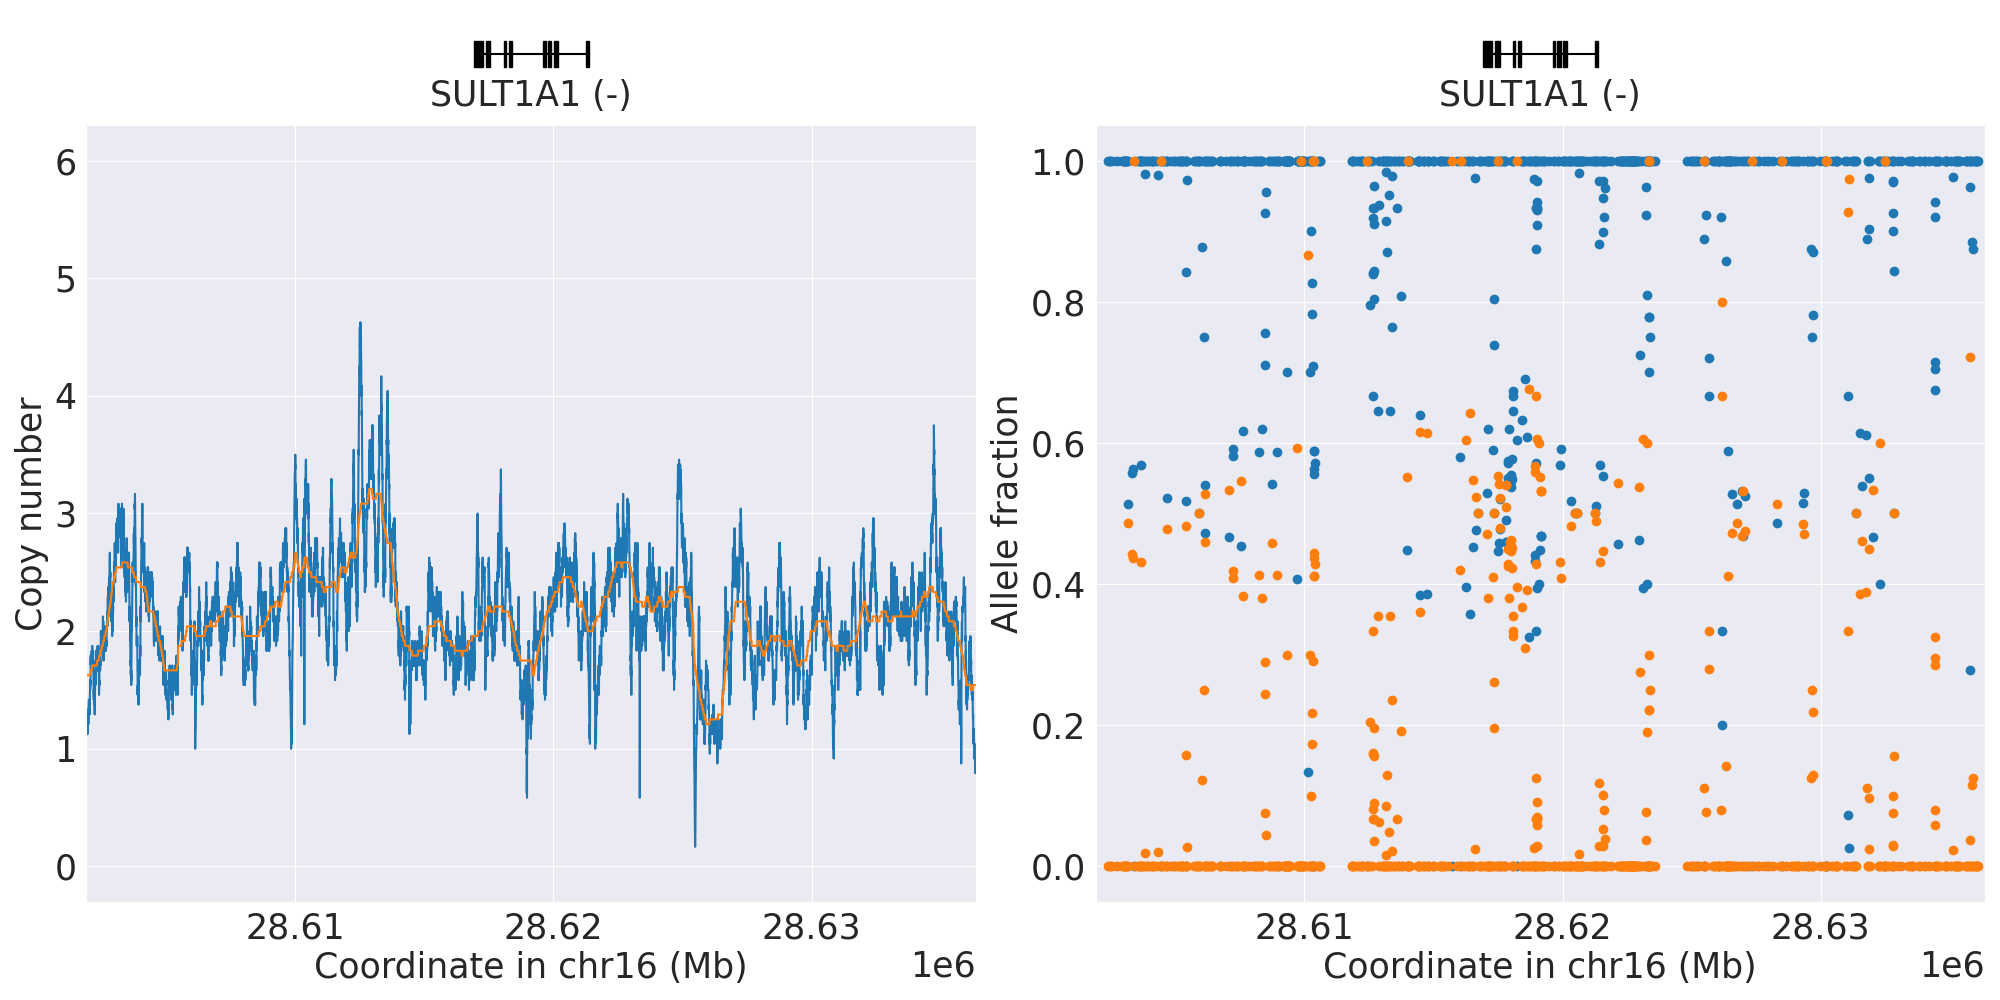 SULT1A1 (-)
Copy number
6
5
4
3
2
1
0
28.61
28.62
28.63
Coordinate in chr16 (Mb)
1e6
SULT1A1 (-)
Allele fraction
1.0
0.8
0.6
0.4
0.2
0.0
28.61
28.62
28.63
Coordinate in chr16 (Mb)
1e6